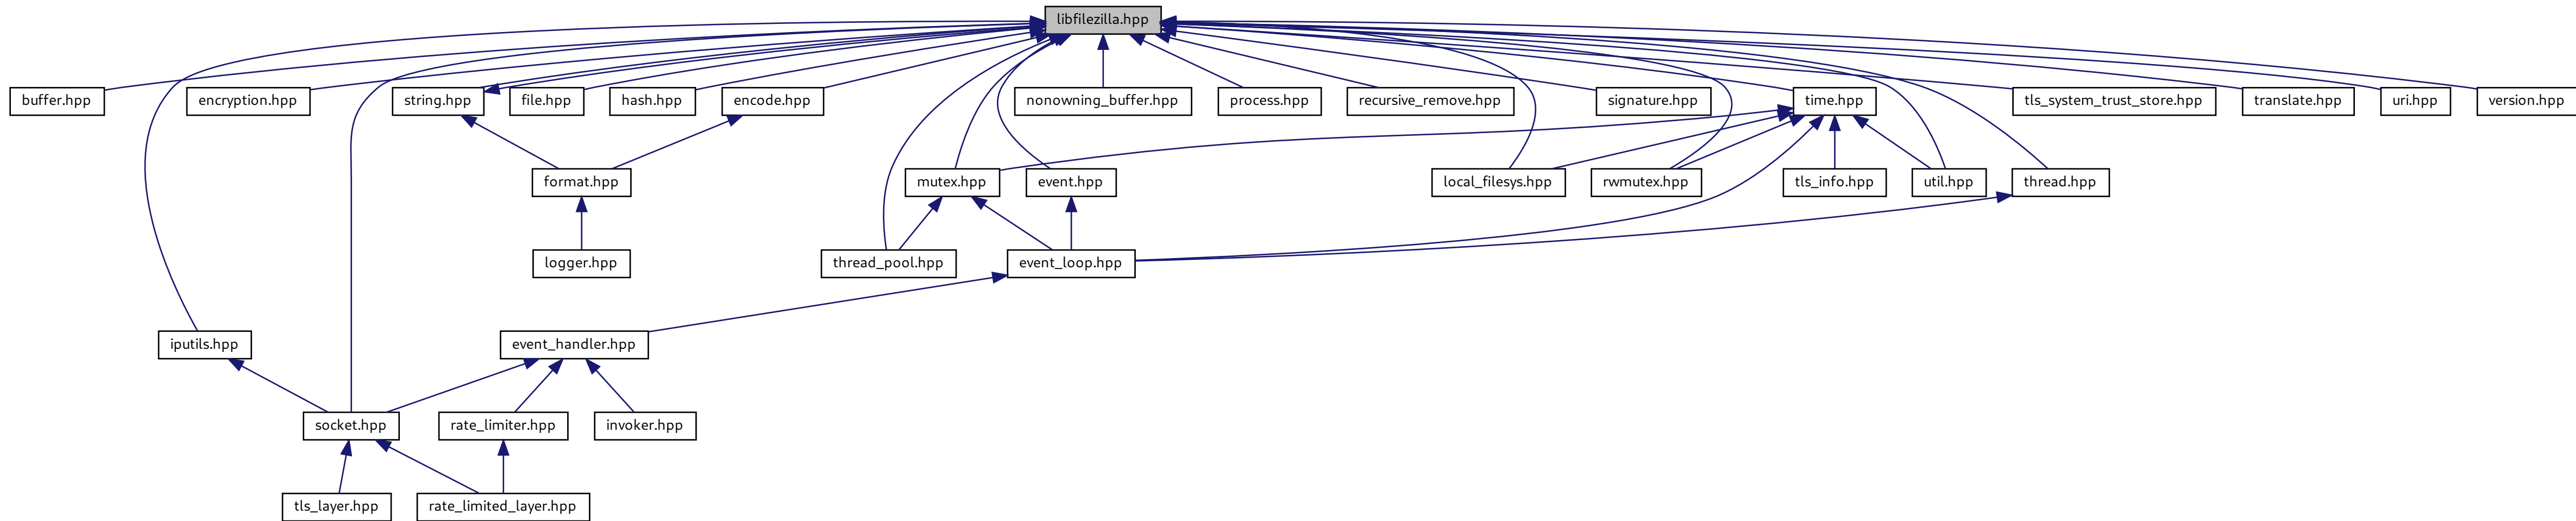 libfilezilla.hpp
buffer.hpp
encryption.hpp
string.hpp
file.hpp
hash.hpp
encode.hpp
nonowning_buffer.hpp
process.hpp
recursive_remove.hpp
signature.hpp
time.hpp
tls_system_trust_store.hpp
translate.hpp
uri.hpp
version.hpp
format.hpp
mutex.hpp
event.hpp
local_filesys.hpp
rwmutex.hpp
tls_info.hpp
util.hpp
thread.hpp
logger.hpp
thread_pool.hpp
event_loop.hpp
iputils.hpp
event_handler.hpp
socket.hpp
rate_limiter.hpp
invoker.hpp
tls_layer.hpp
rate_limited_layer.hpp